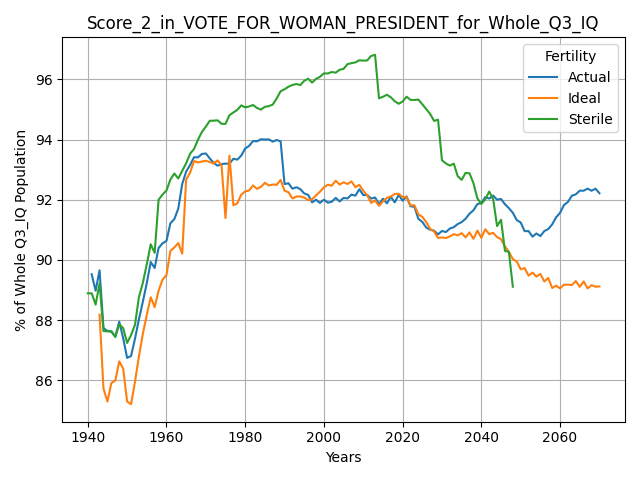 Score_2_in_VOTE_FOR_WOMAN_PRESIDENT_for_Whole_Q3_IQ
Fertility
Actual
Ideal
Sterile
% of Whole Q3_IQ Population
96
94
92
90
88
86
1940
1960
1980
2000
2020
2040
2060
Years